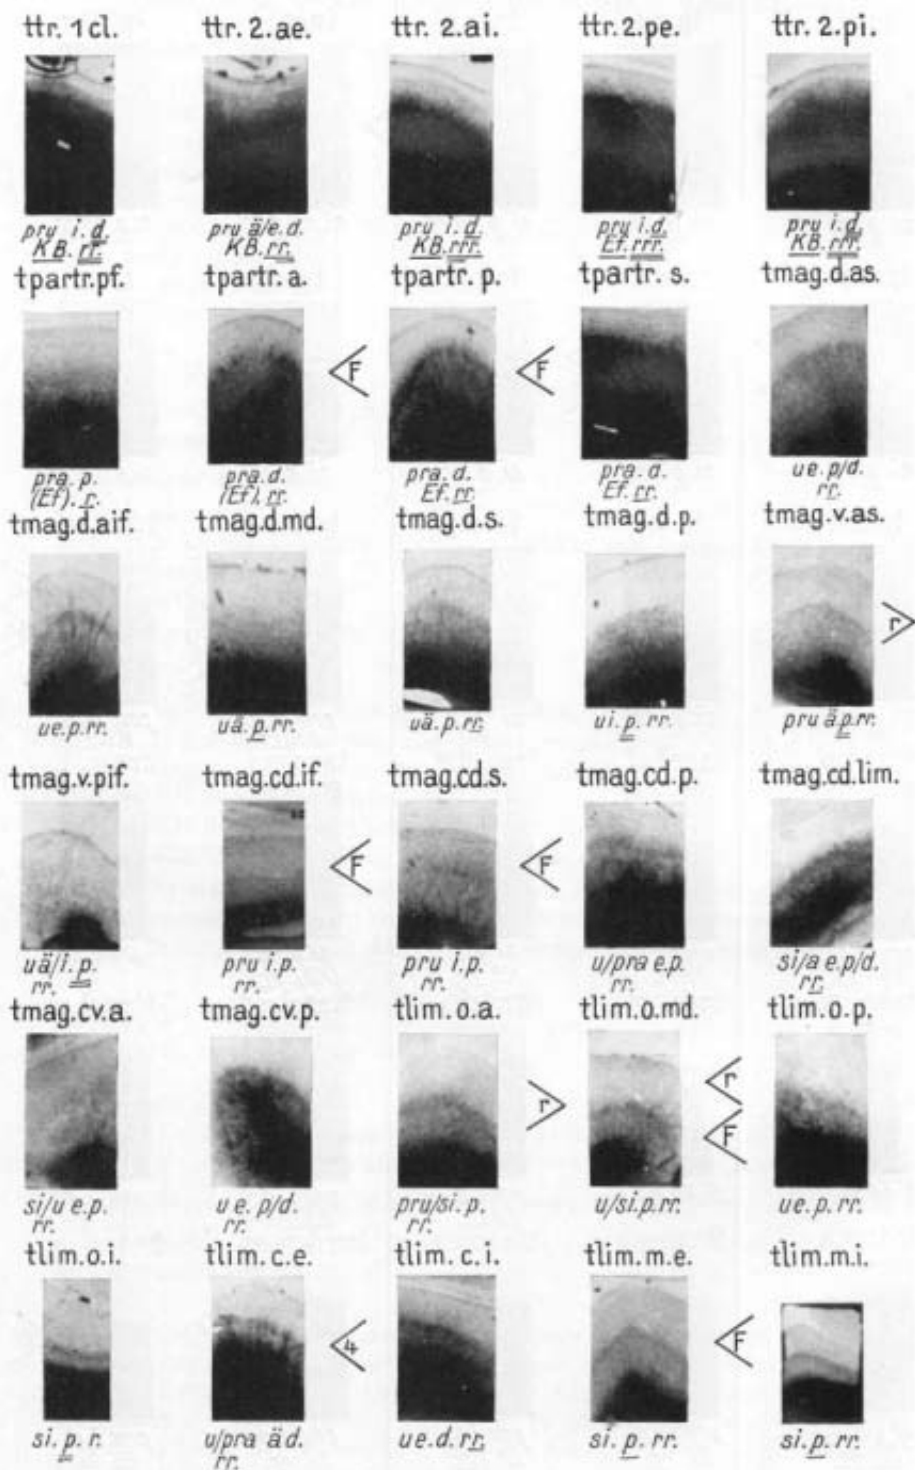 ttr. 1 cl. ttr. 2.ae. ttr. 2.ai. ttr. 2.pe. ttr. 2.pi.
pru i.d. pru ä/e.d. pru i.d. pru i.d. pru i.d.
KB. rr. KB. rr. KB. rrr. Ef. rrr. KB. rrr.
tpartr.pf. tpartr. a. tpartr. p. tpartr. s. tmag.d.as.
F F
pra. p. pra. d. pra. d. pra. d. ue. p/d.
(Ef). r. (Ef). rr. Ef. rr. Ef. rr. rr.
tmag.d.aif. tmag.d.md. tmag.d.s. tmag.d.p. tmag.v.as.
r
ue.p.rr. uä.p.rr. uä.p.rr. ui.p.rr. pru ä.p.rr.
tmag.v.pif. tmag.cd.if. tmag.cd.s. tmag.cd.p. tmag.cd.lim.
F F
uä/i.p. pru i.p. pru i.p. u/pra e.p. si/a e.p/d.
rr. rr. rr. rr. rr.
tmag.cv.a. tmag.cv.p. tlim.o.a. tlim.o.md. tlim.o.p.
r r
F
si/u e.p. ue. p/d. pru/si. p. u/si.p.rr. ue.p.rr.
rr. rr. rr.
tlim.o.i. tlim.c.e. tlim.c.i. tlim.m.e. tlim.m.i.
4 F
si.p.r. u/pra äd. ue.d.rr. si.p.rr. si.p.rr.
rr.